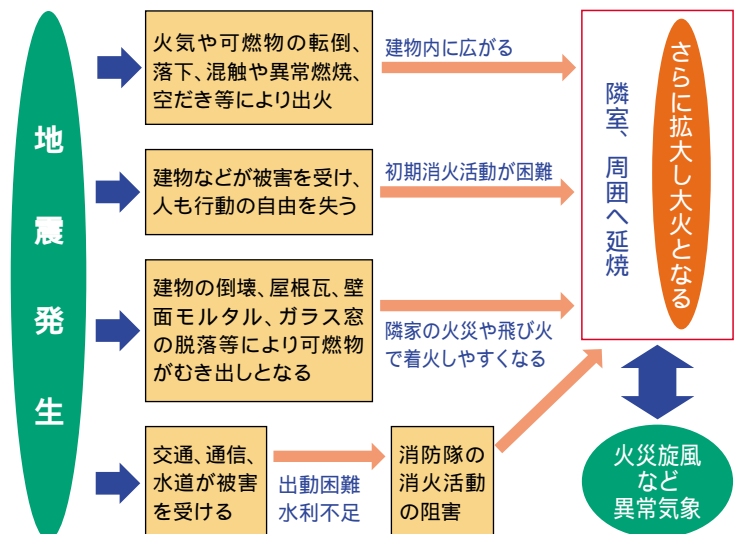 地震発生
火気や可燃物の転倒、
落下、混触や異常燃焼、
空だき等により出火
建物内に広がる
建物などが被害を受け、
人も行動の自由を失う
初期消火活動が困難
建物の倒壊、屋根瓦、壁
面モルタル、ガラス窓
の脱落等により可燃物
がむき出しとなる
隣家の火災や飛び火
で着火しやすくなる
交通、通信、
水道が被害
を受ける
出動困難
水利不足
消防隊の
消火活動
の阻害
隣室、周囲へ延焼
さらに拡大し大火となる
火災旋風
など
異常気象